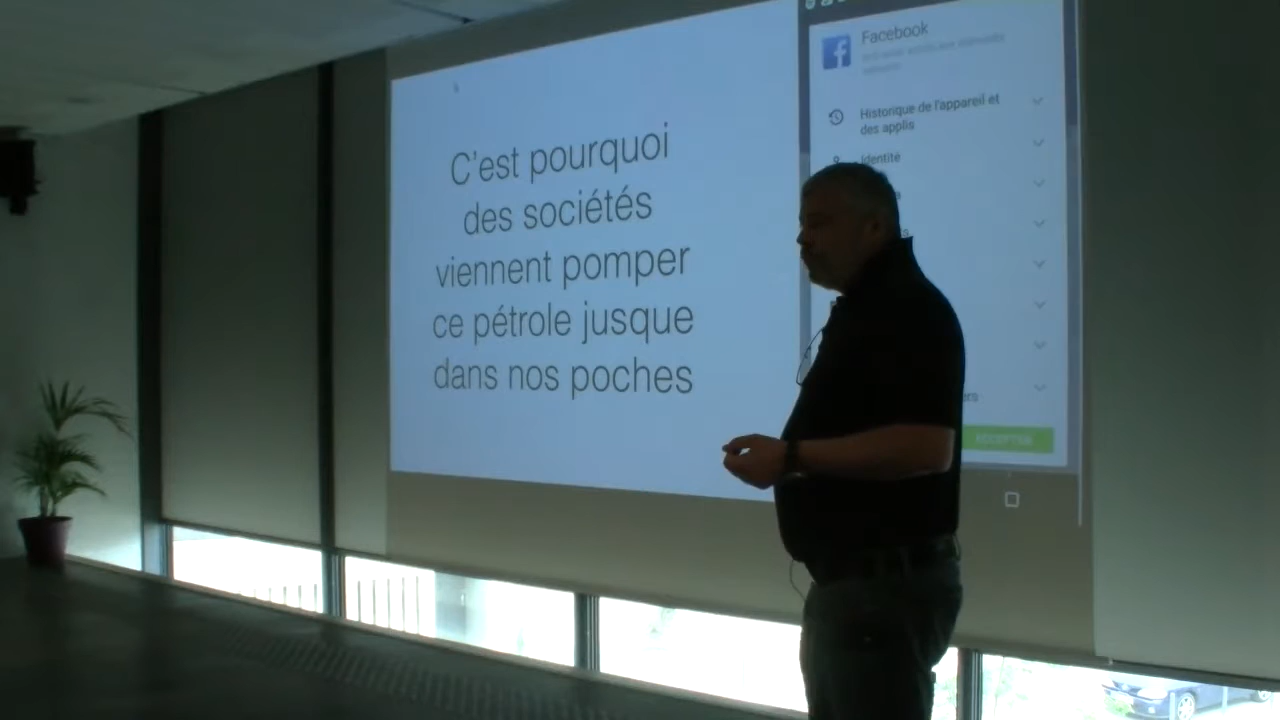 C'est pourquoi
des sociétés
viennent pomper
ce pétrole jusque
dans nos poches
Facebook
Historique de l'appareil et
des applis
Identité
ACCEPTER